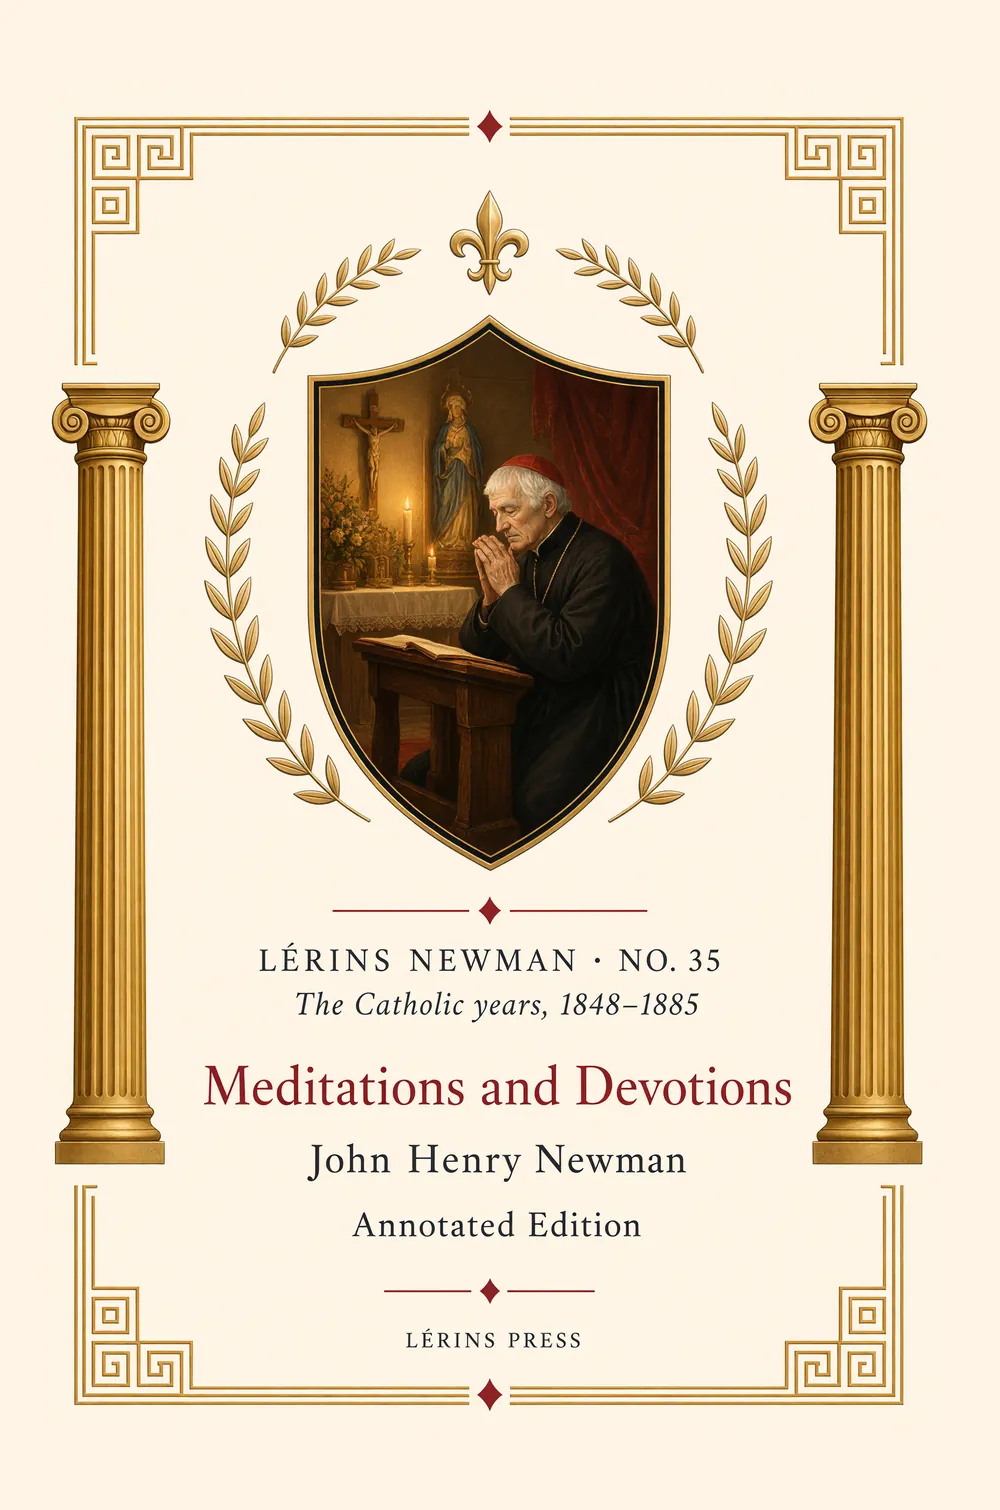 LÉRINS NEWMAN · NO. 35
The Catholic years, 1848–1885
Meditations and Devotions
John Henry Newman
Annotated Edition
LÉRINS PRESS